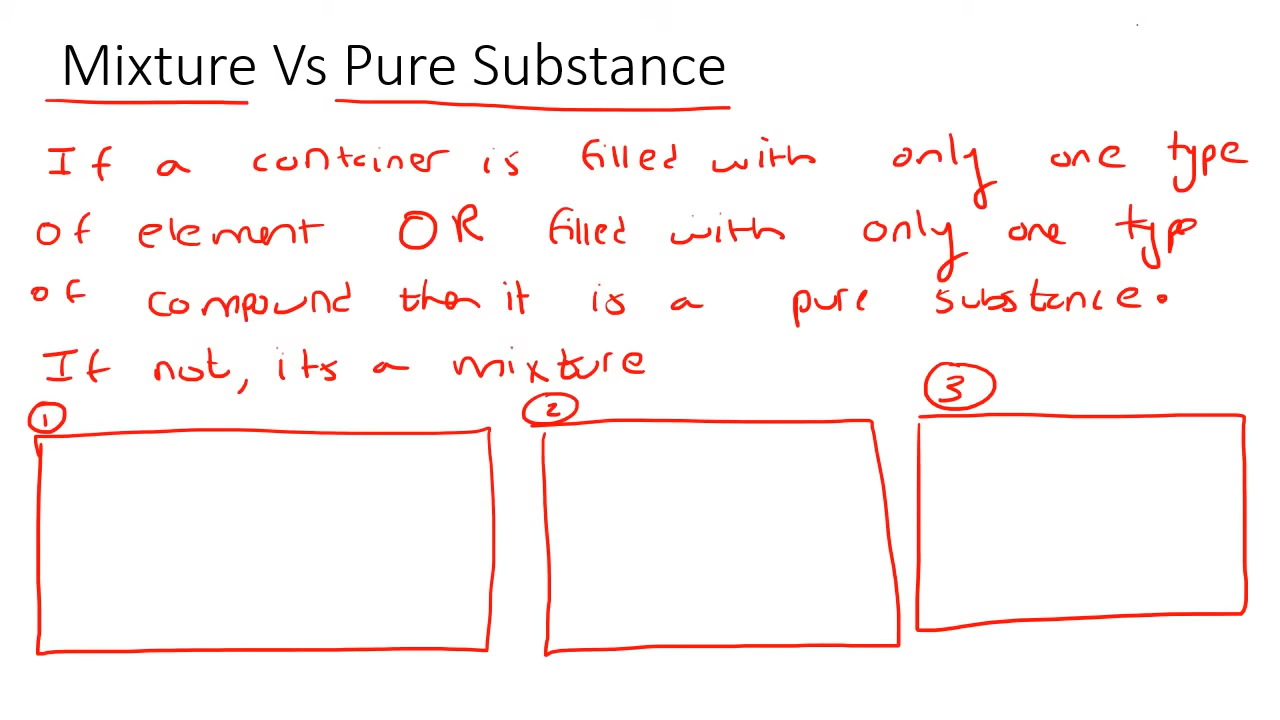 Mixture Vs Pure Substance
If a container is filled with only one type
of element OR filled with only one type
of compound then it is a pure substance.
If not, its a mixture
1 2 3